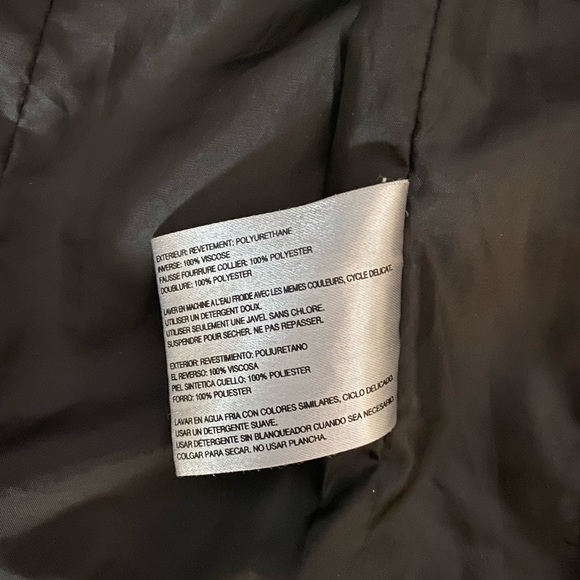 EXTERIEUR: REVETEMENT: POLYURETHANE
INVERSE: 100% VISCOSE
FAUSSE FOURRURE COLLIER: 100% POLYESTER
DOUBLURE: 100% POLYESTER
LAVER EN MACHINE A L'EAU FROIDE AVEC LES MEMES COULEURS, CYCLE DELICAT.
UTILISER UN DETERGENT DOUX.
UTILISER SEULEMENT UNE JAVEL SANS CHLORE.
SUSPENDRE POUR SECHER. NE PAS REPASSER.
EXTERIOR: REVESTIMIENTO: POLIURETANO
EL REVERSO: 100% VISCOSA
PIEL SINTETICA CUELLO: 100% POLIESTER
FORRO: 100% POLIESTER
LAVAR EN AGUA FRIA CON COLORES SIMILARES, CICLO DELICADO.
USAR UN DETERGENTE SUAVE.
USAR DETERGENTE SIN BLANQUEADOR CUANDO SEA NECESARIO.
COLGAR PARA SECAR. NO USAR PLANCHA.